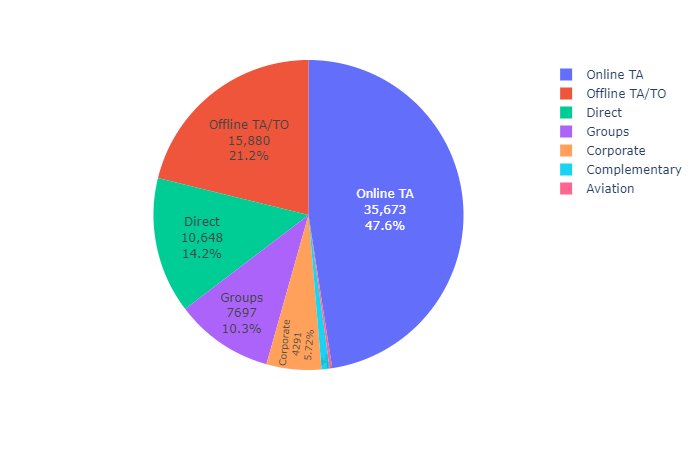 Online TA
35,673
47.6%
Offline TA/TO
15,880
21.2%
Direct
10,648
14.2%
Groups
7697
10.3%
Corporate
4291
5.72%
Online TA
Offline TA/TO
Direct
Groups
Corporate
Complementary
Aviation